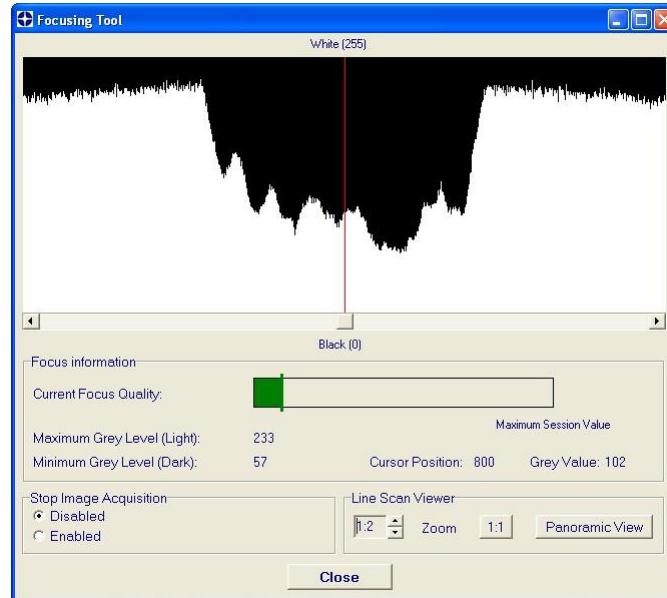 Focusing Tool
White (255)
Black (0)
Focus information
Current Focus Quality:
Maximum Session Value
Maximum Grey Level (Light): 233
Minimum Grey Level (Dark): 57 Cursor Position: 800 Grey Value: 102
Stop Image Acquisition
Disabled
Enabled
Line Scan Viewer
1:2 Zoom 1:1 Panoramic View
Close